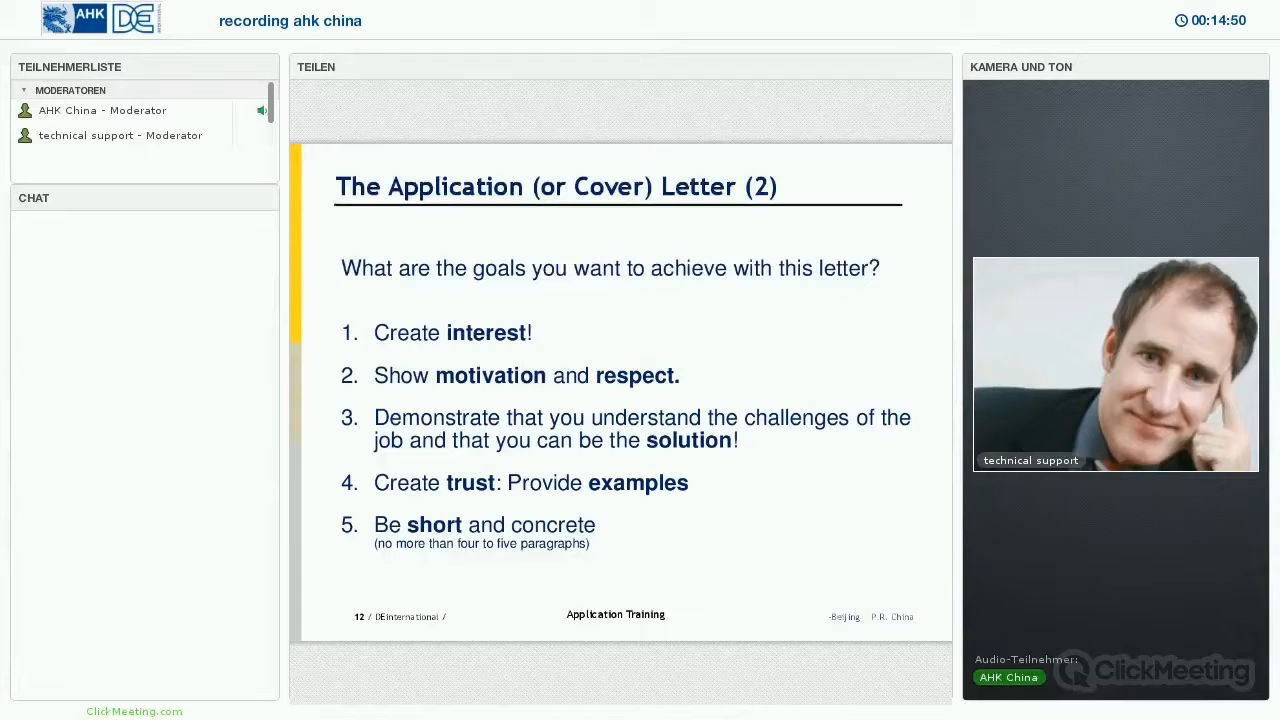 AHK
DE
INTERNATIONAL
recording ahk china
00:14:50
TEILNEHMERLISTE
MODERATOREN
AHK China - Moderator
technical support - Moderator
CHAT
TEILEN
The Application (or Cover) Letter (2)
What are the goals you want to achieve with this letter?
1. Create interest!
2. Show motivation and respect.
3. Demonstrate that you understand the challenges of the
job and that you can be the solution!
4. Create trust: Provide examples
5. Be short and concrete
(no more than four to five paragraphs)
12 / DEinternational /
Application Training
-Beijing P.R. China
KAMERA UND TON
technical support
Audio-Teilnehmer:
AHK China
ClickMeeting
ClickMeeting.com